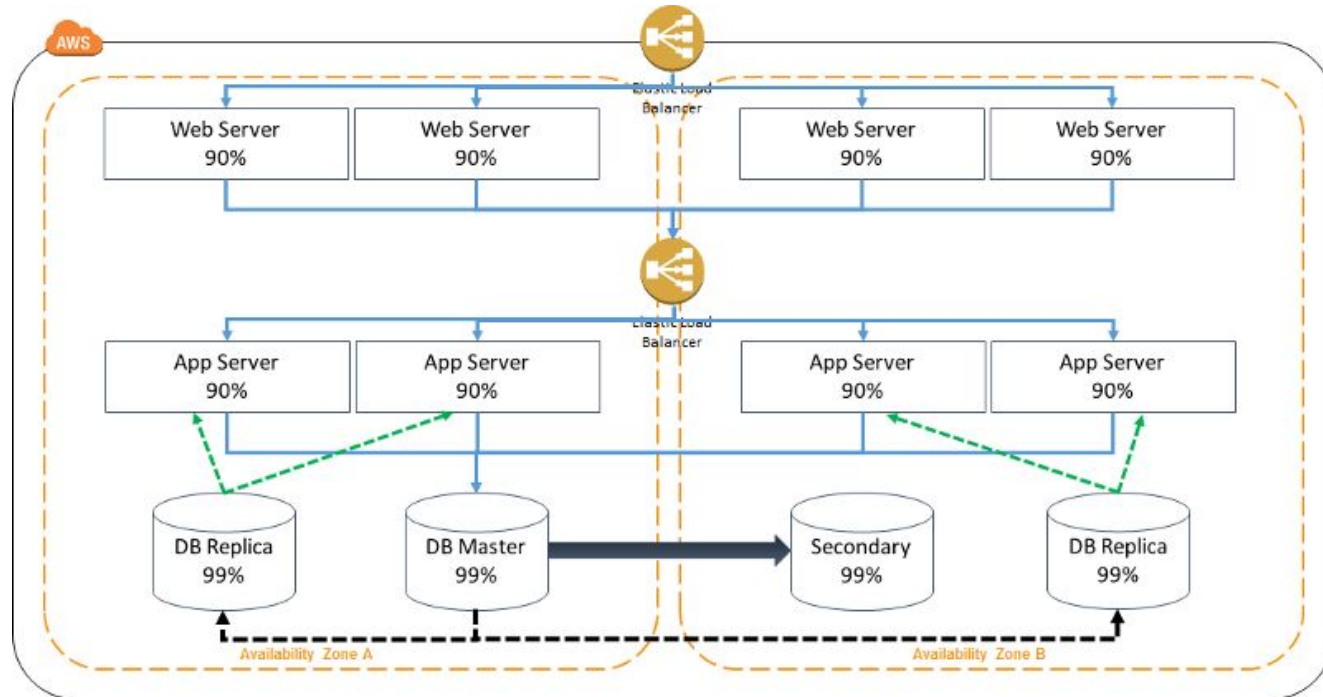 AWS
Elastic Load
Balancer
Web Server
90%
Web Server
90%
Web Server
90%
Web Server
90%
Elastic Load
Balancer
App Server
90%
App Server
90%
App Server
90%
App Server
90%
DB Replica
99%
DB Master
99%
Secondary
99%
DB Replica
99%
Availability Zone A
Availability Zone B